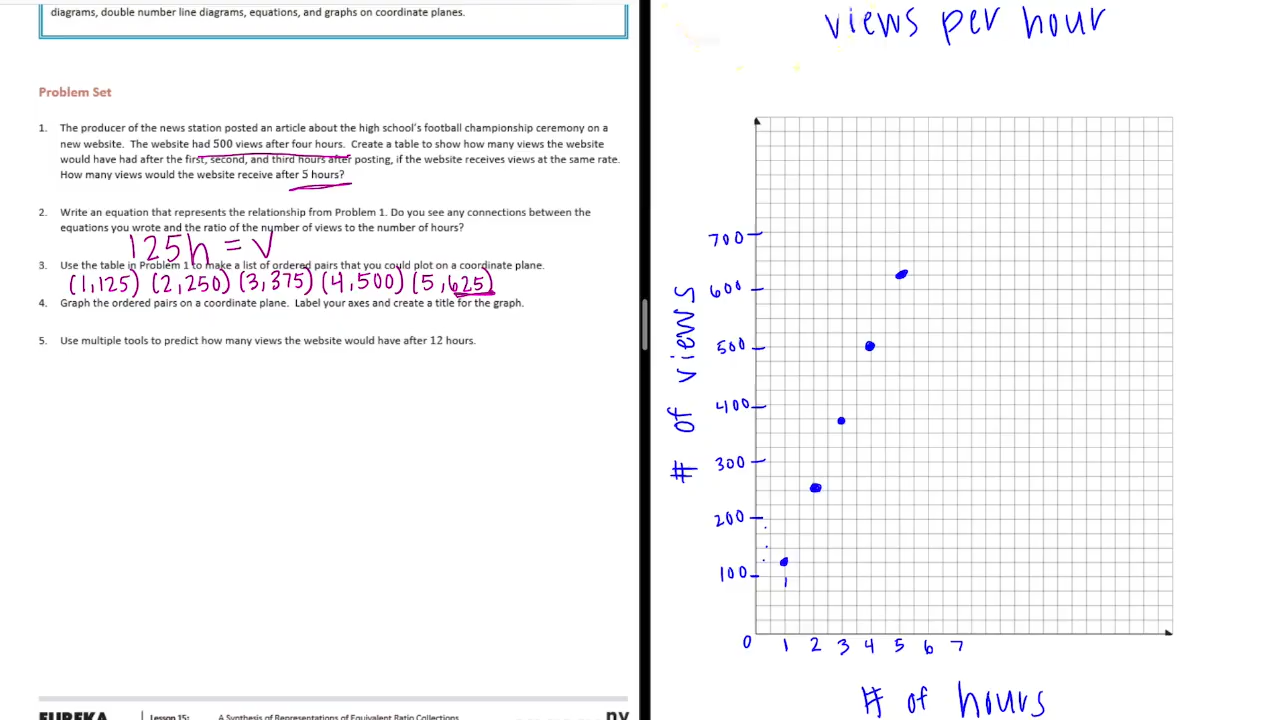 diagrams, double number line diagrams, equations, and graphs on coordinate planes.
Problem Set
1. The producer of the news station posted an article about the high school's football championship ceremony on a
new website. The website had 500 views after four hours. Create a table to show how many views the website
would have had after the first, second, and third hours after posting, if the website receives views at the same rate.
How many views would the website receive after 5 hours?
2. Write an equation that represents the relationship from Problem 1. Do you see any connections between the
equations you wrote and the ratio of the number of views to the number of hours?
125h = v
3. Use the table in Problem 1 to make a list of ordered pairs that you could plot on a coordinate plane.
(1,125) (2,250) (3,375) (4,500) (5,625)
4. Graph the ordered pairs on a coordinate plane. Label your axes and create a title for the graph.
5. Use multiple tools to predict how many views the website would have after 12 hours.
EUREKA Lesson 15: A Synthesis of Representations of Equivalent Ratio Collections
views per hour
# of views
700
600
500
400
300
200
100
0 1 2 3 4 5 6 7
# of hours